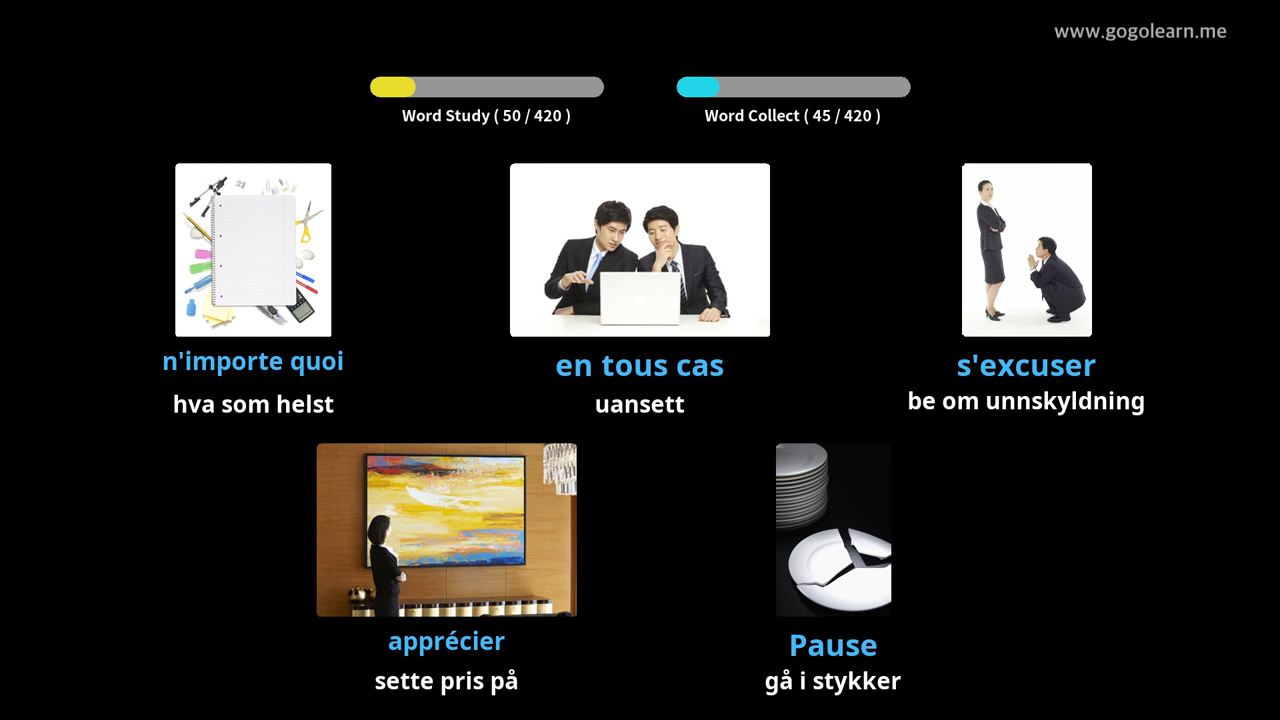 www.gogolearn.me
Word Study ( 50 / 420 )
Word Collect ( 45 / 420 )
n'importe quoi
hva som helst
en tous cas
uansett
s'excuser
be om unnskyldning
apprécier
sette pris på
Pause
gå i stykker